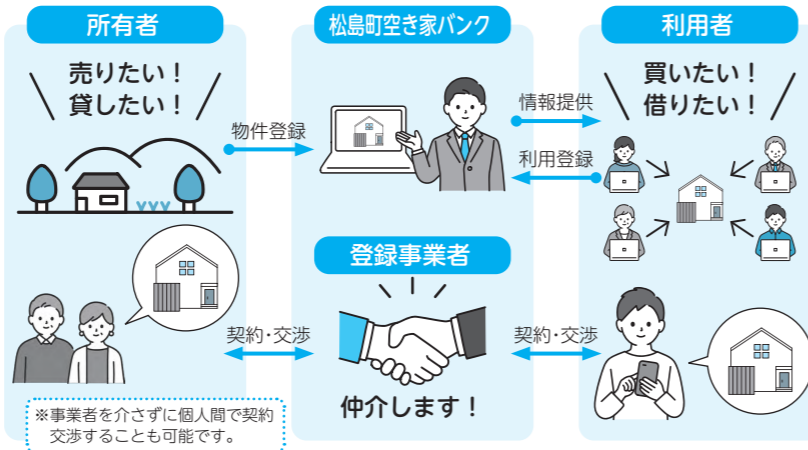 所有者
売りたい！
貸したい！
物件登録
松島町空き家バンク
情報提供
利用登録
利用者
買いたい！
借りたい！
登録事業者
契約・交渉
契約・交渉
仲介します！
※事業者を介さずに個人間で契約
交渉することも可能です。